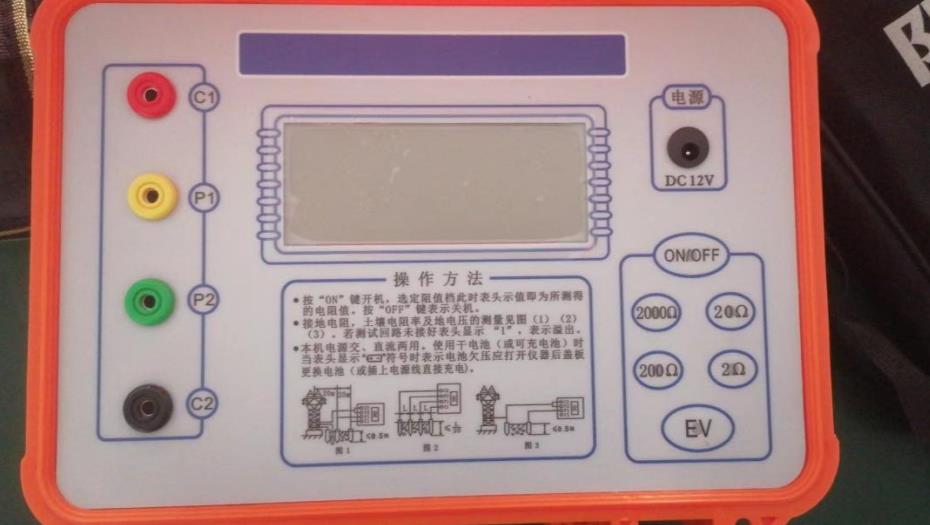 C1
P1
P2
C2
电源
DC12V
ON/OFF
2000Ω
20Ω
200Ω
2Ω
EV
操作方法
●按“ON”键开机，选定阻值档此时表头示值即为所测得
的电阻值。按“OFF”键表示关机。
●接地电阻，土壤电阻率及地电压的测量见图（1）（2）
（3）。若测试回路未接好表头显示“1”，表示溢出。
●本机电源交、直流两用。使用干电池（或可充电池）时
当表头显示“ ”符号时表示电池欠压应打开仪器后盖板
更换电池（或插上电源线直接充电）。
20m 20m
≤0.5m
图1
L L L
图2
≤0.5m
图3